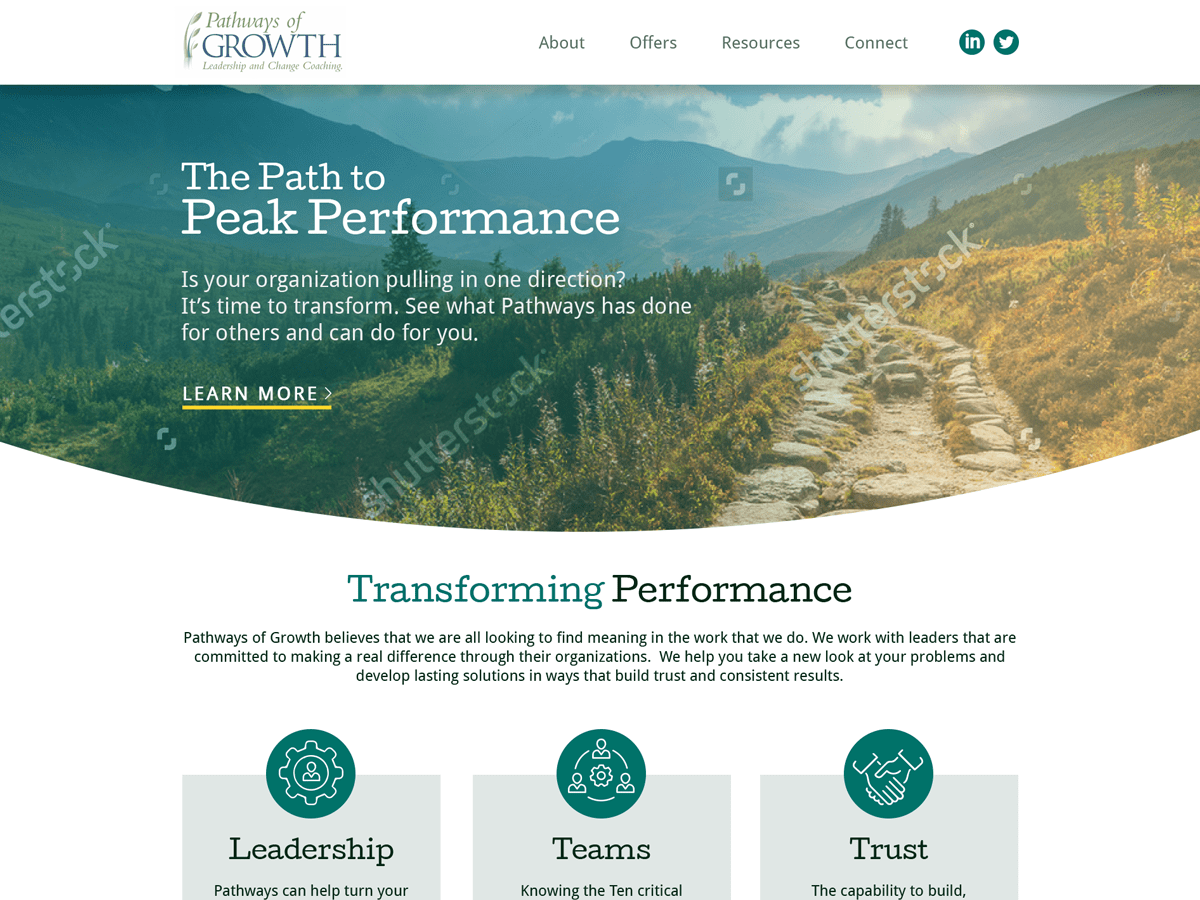 Pathways of
GROWTH
Leadership and Change Coaching.
About
Offers
Resources
Connect
in
The Path to
Peak Performance
Is your organization pulling in one direction?
It’s time to transform. See what Pathways has done
for others and can do for you.
LEARN MORE
shutterstock
shutterstock
shutterstock
Transforming Performance
Pathways of Growth believes that we are all looking to find meaning in the work that we do. We work with leaders that are
committed to making a real difference through their organizations.  We help you take a new look at your problems and
develop lasting solutions in ways that build trust and consistent results.
Leadership
Teams
Trust
Pathways can help turn your
Knowing the Ten critical
The capability to build,